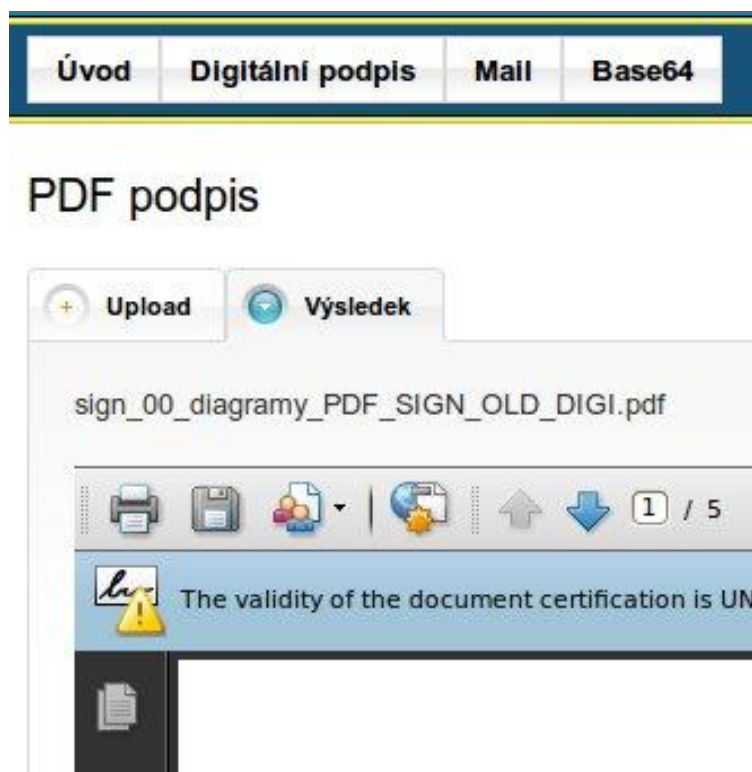 Úvod Digitální podpis Mail Base64
PDF podpis
Upload Výsledek
sign_00_diagramy_PDF_SIGN_OLD_DIGI.pdf
1 / 5
The validity of the document certification is UN